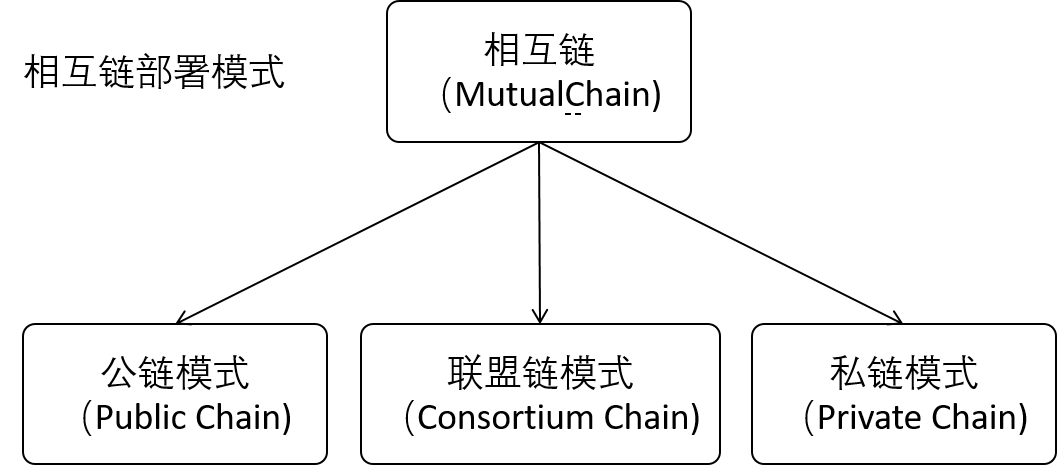 相互链部署模式
相互链
（MutualChain)
公链模式
（Public Chain)
联盟链模式
（Consortium Chain)
私链模式
（Private Chain)